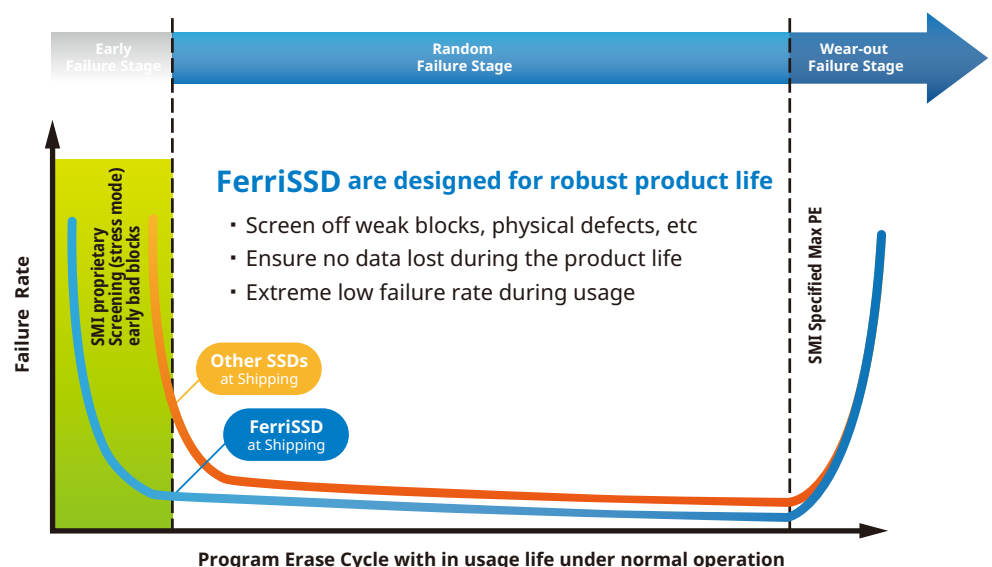 Early
Failure Stage
Random
Failure Stage
Wear-out
Failure Stage
FerriSSD are designed for robust product life
· Screen off weak blocks, physical defects, etc
· Ensure no data lost during the product life
· Extreme low failure rate during usage
SMI proprietary
Screening (stress mode)
early bad blocks
SMI Specified Max PE
Failure Rate
Other SSDs
at Shipping
FerriSSD
at Shipping
Program Erase Cycle with in usage life under normal operation